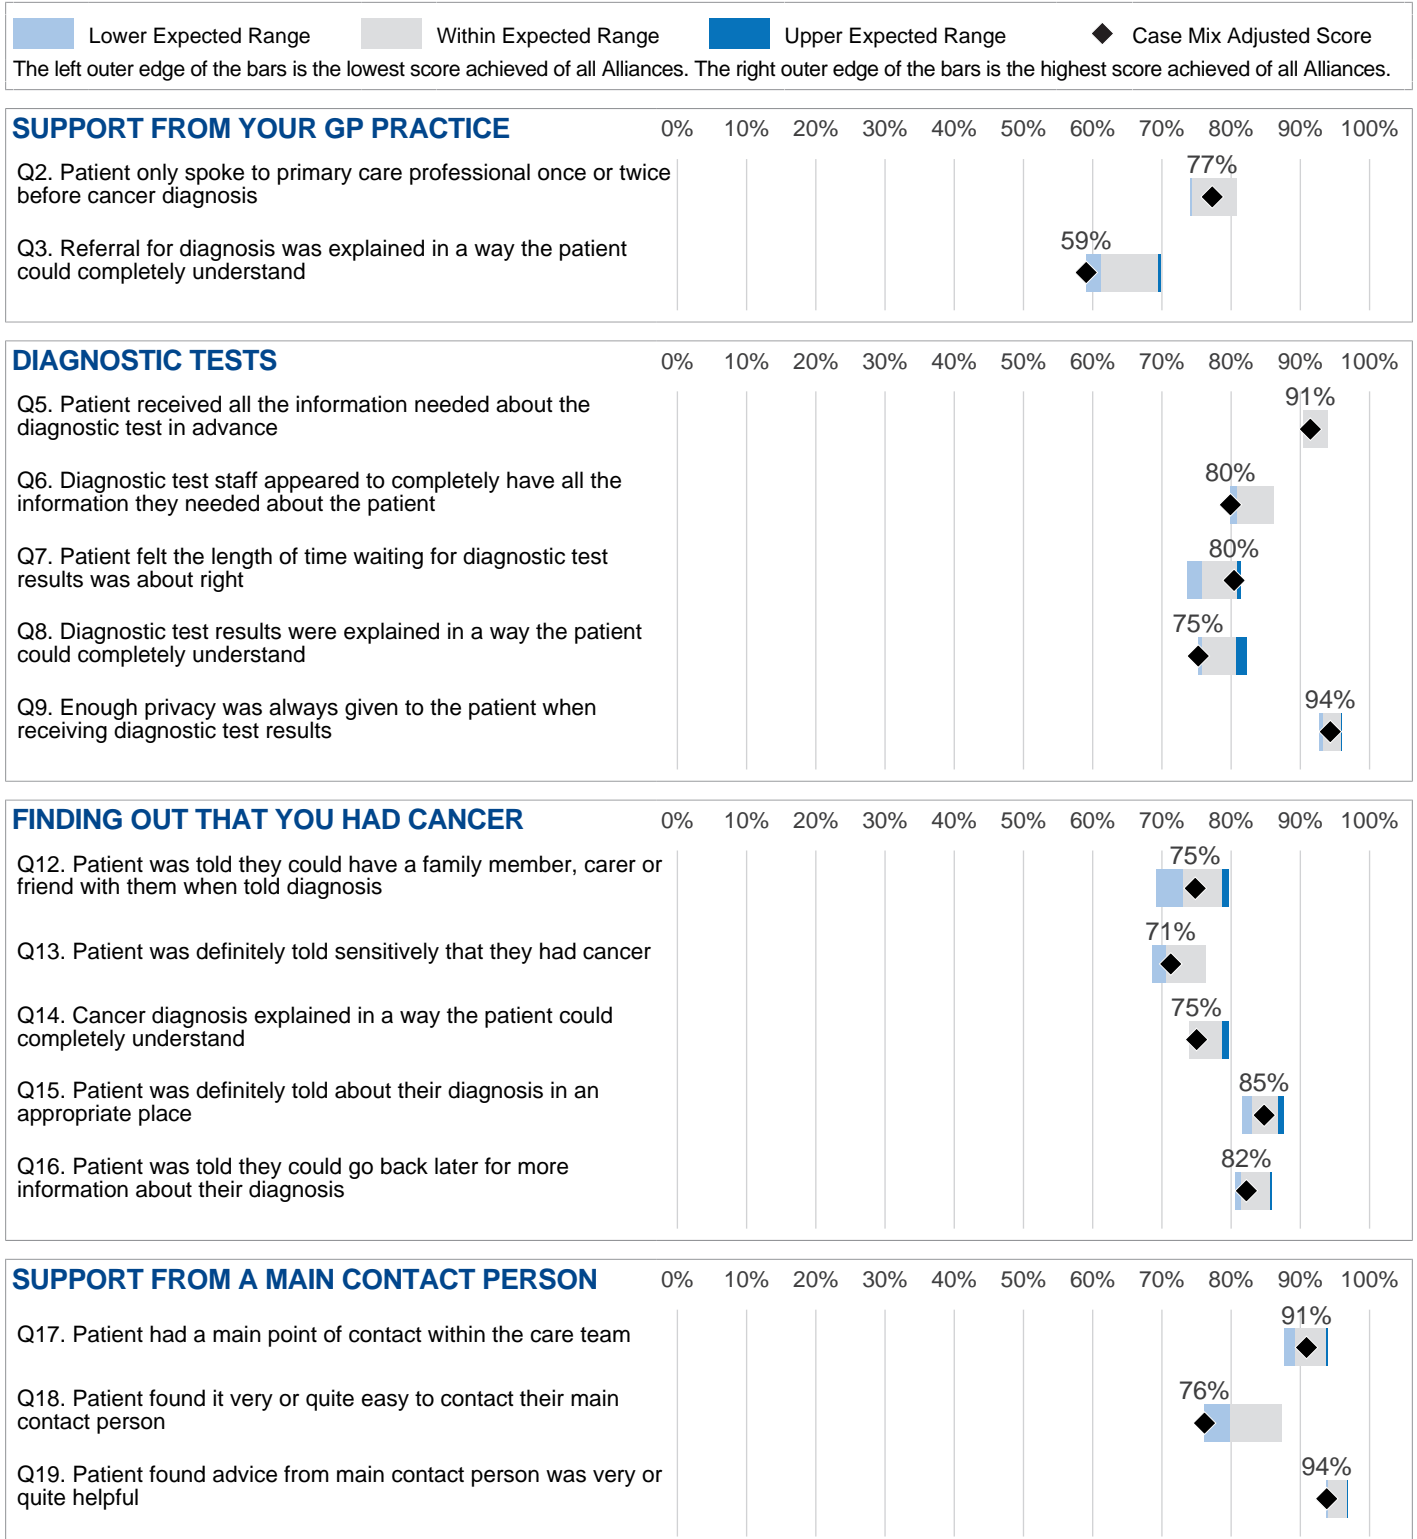 Lower Expected Range Within Expected Range Upper Expected Range Case Mix Adjusted Score
The left outer edge of the bars is the lowest score achieved of all Alliances. The right outer edge of the bars is the highest score achieved of all Alliances.
SUPPORT FROM YOUR GP PRACTICE 0% 10% 20% 30% 40% 50% 60% 70% 80% 90% 100%
Q2. Patient only spoke to primary care professional once or twice
before cancer diagnosis
77%
Q3. Referral for diagnosis was explained in a way the patient
could completely understand
59%
DIAGNOSTIC TESTS 0% 10% 20% 30% 40% 50% 60% 70% 80% 90% 100%
Q5. Patient received all the information needed about the
diagnostic test in advance
91%
Q6. Diagnostic test staff appeared to completely have all the
information they needed about the patient
80%
Q7. Patient felt the length of time waiting for diagnostic test
results was about right
80%
Q8. Diagnostic test results were explained in a way the patient
could completely understand
75%
Q9. Enough privacy was always given to the patient when
receiving diagnostic test results
94%
FINDING OUT THAT YOU HAD CANCER 0% 10% 20% 30% 40% 50% 60% 70% 80% 90% 100%
Q12. Patient was told they could have a family member, carer or
friend with them when told diagnosis
75%
Q13. Patient was definitely told sensitively that they had cancer
71%
Q14. Cancer diagnosis explained in a way the patient could
completely understand
75%
Q15. Patient was definitely told about their diagnosis in an
appropriate place
85%
Q16. Patient was told they could go back later for more
information about their diagnosis
82%
SUPPORT FROM A MAIN CONTACT PERSON 0% 10% 20% 30% 40% 50% 60% 70% 80% 90% 100%
Q17. Patient had a main point of contact within the care team
91%
Q18. Patient found it very or quite easy to contact their main
contact person
76%
Q19. Patient found advice from main contact person was very or
quite helpful
94%